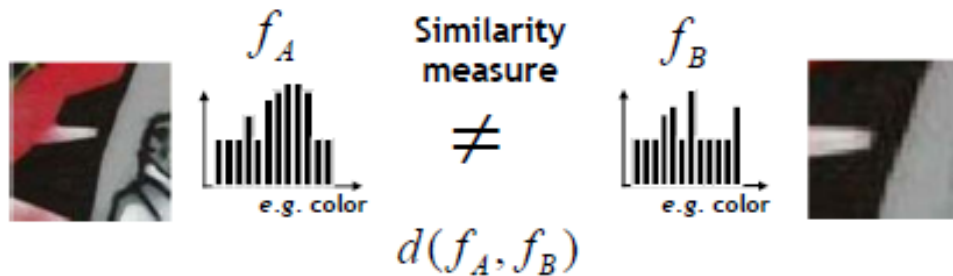 f_A
Similarity
measure
f_B
≠
e.g. color
e.g. color
d(f_A, f_B)